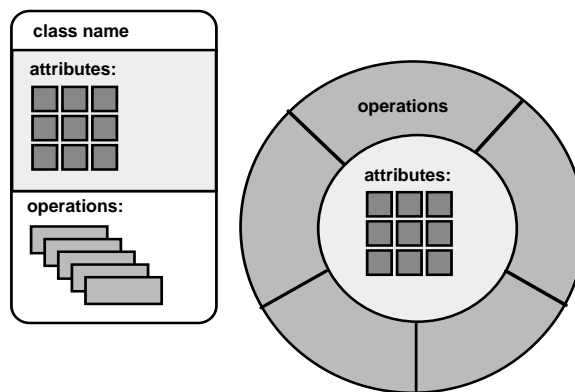 class name
attributes:
operations:
operations
attributes: